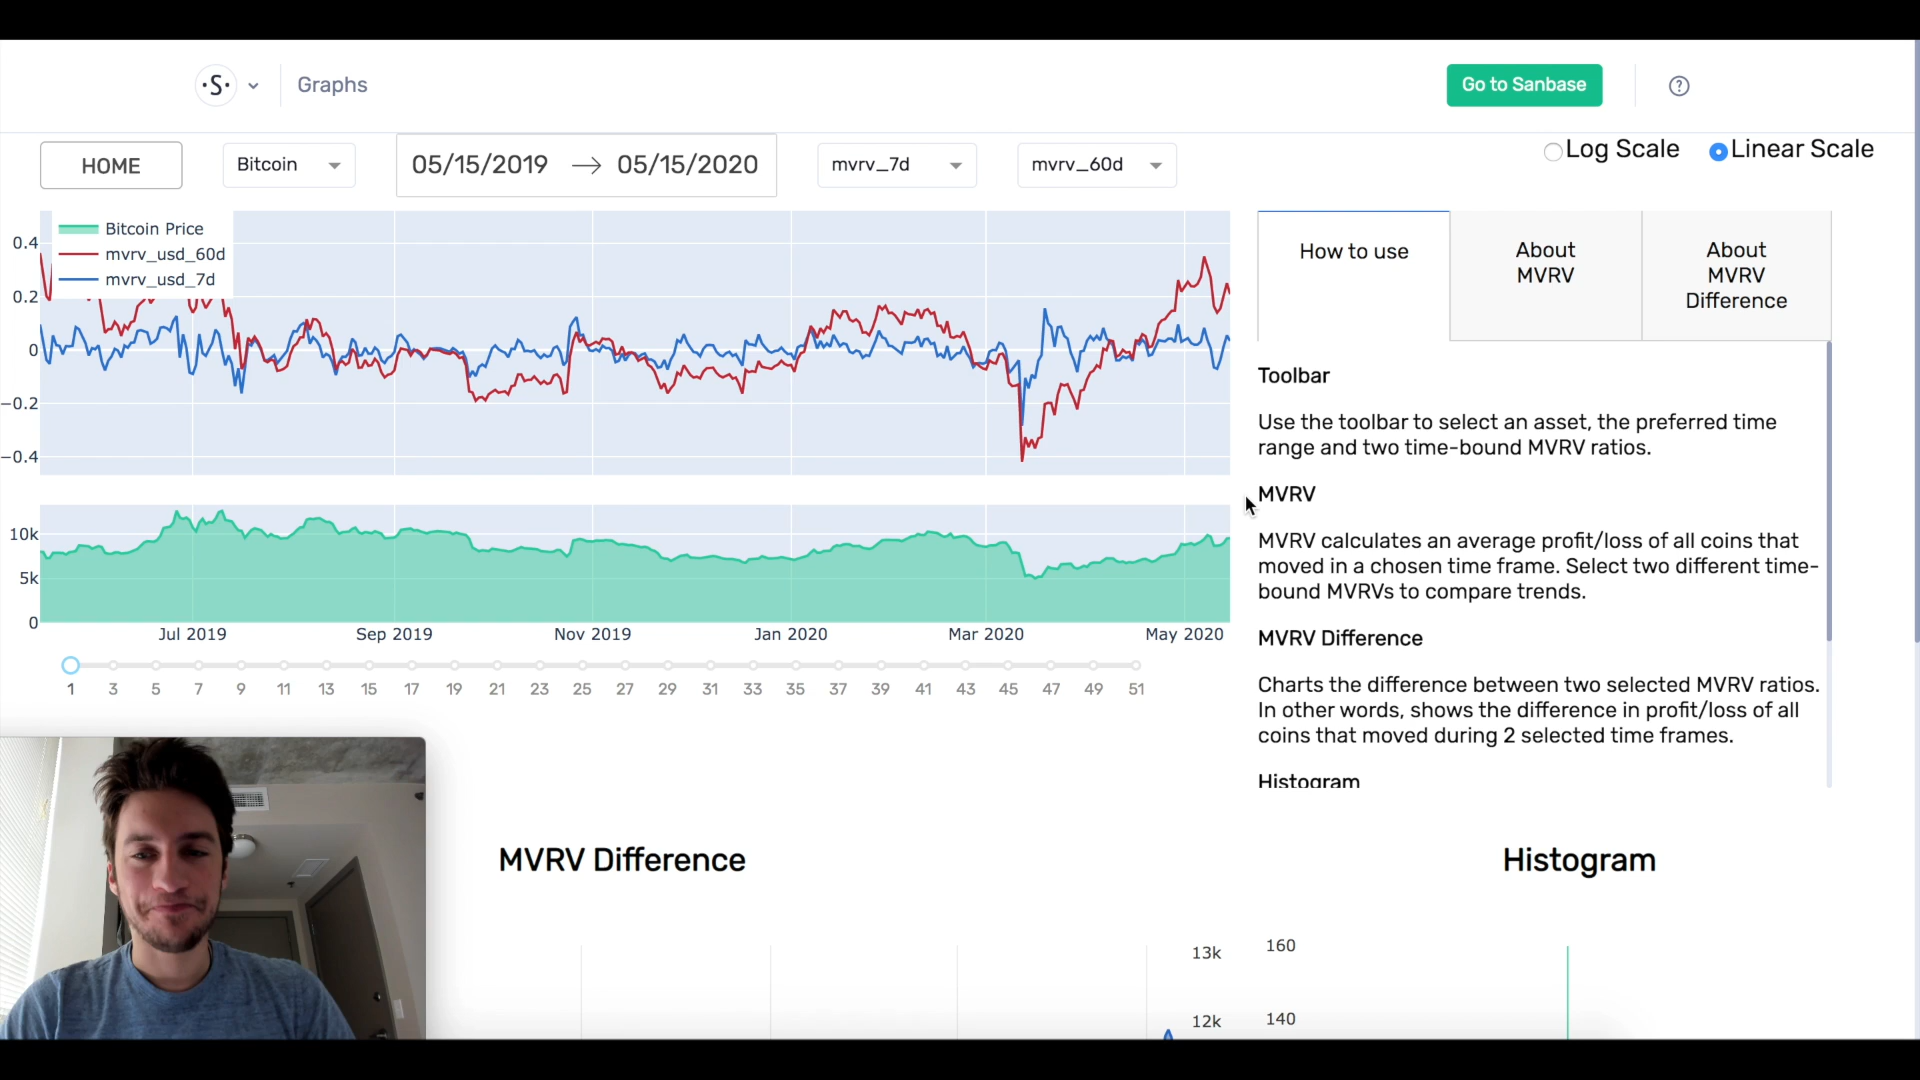 ·S·
Graphs
Go to Sanbase
?
HOME
Bitcoin
05/15/2019 → 05/15/2020
mvrv_7d
mvrv_60d
Log Scale
Linear Scale
Bitcoin Price
mvrv_usd_60d
mvrv_usd_7d
0.4
0.2
0
−0.2
−0.4
10k
5k
0
Jul 2019
Sep 2019
Nov 2019
Jan 2020
Mar 2020
May 2020
1 3 5 7 9 11 13 15 17 19 21 23 25 27 29 31 33 35 37 39 41 43 45 47 49 51
How to use
About
MVRV
About
MVRV
Difference
Toolbar
Use the toolbar to select an asset, the preferred time
range and two time-bound MVRV ratios.
MVRV
MVRV calculates an average profit/loss of all coins that
moved in a chosen time frame. Select two different time-
bound MVRVs to compare trends.
MVRV Difference
Charts the difference between two selected MVRV ratios.
In other words, shows the difference in profit/loss of all
coins that moved during 2 selected time frames.
Histogram
MVRV Difference
13k
12k
Histogram
160
140